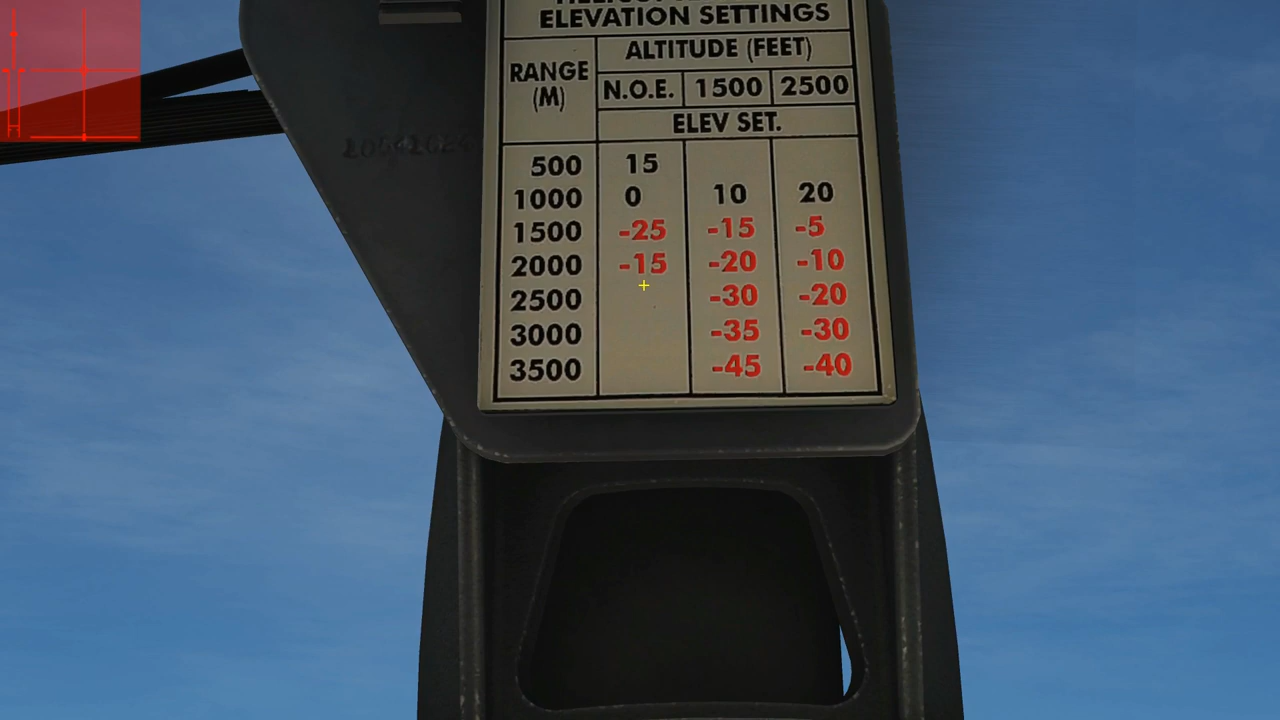 ELEVATION SETTINGS
RANGE (M) ALTITUDE (FEET)
N.O.E. 1500 2500
ELEV SET.
500 15
1000 0 10 20
1500 -25 -15 -5
2000 -15 -20 -10
2500 -30 -20
3000 -35 -30
3500 -45 -40